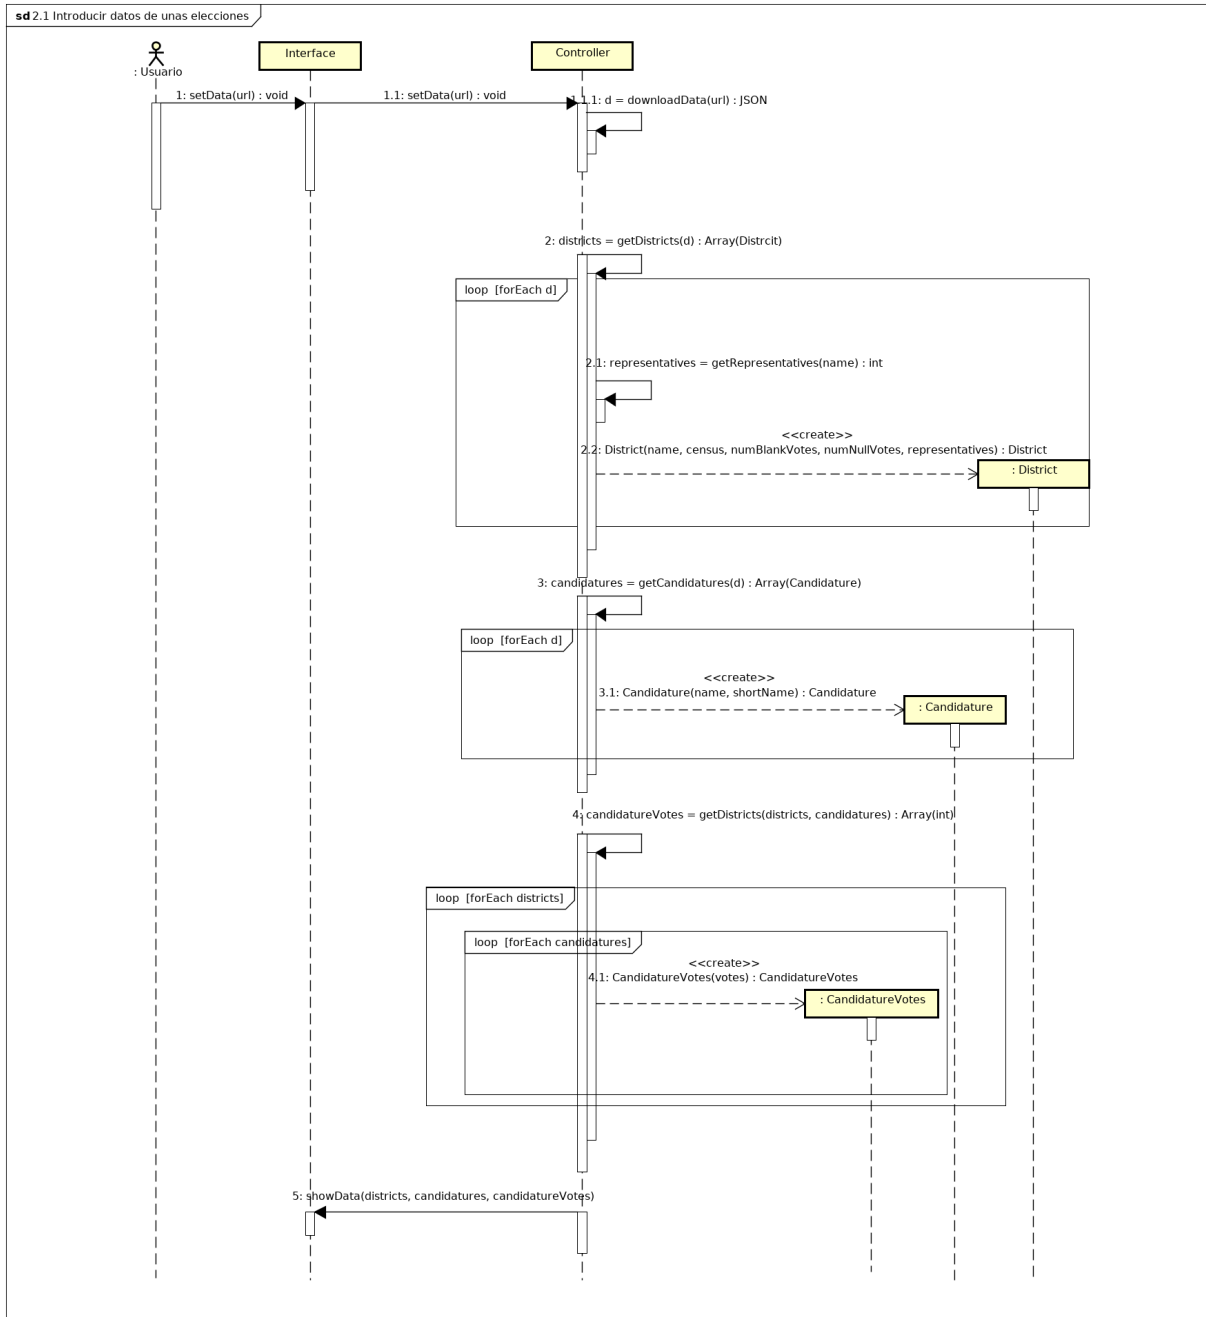 sd 2.1 Introducir datos de unas elecciones
: Usuario
Interface
Controller
1: setData(url) : void
1.1: setData(url) : void
1.1.1: d = downloadData(url) : JSON
2: districts = getDistricts(d) : Array(Distrcit)
loop [forEach d]
2.1: representatives = getRepresentatives(name) : int
<<create>>
2.2: District(name, census, numBlankVotes, numNullVotes, representatives) : District
: District
3: candidatures = getCandidatures(d) : Array(Candidature)
loop [forEach d]
<<create>>
3.1: Candidature(name, shortName) : Candidature
: Candidature
4: candidatureVotes = getDistricts(districts, candidatures) : Array(int)
loop [forEach districts]
loop [forEach candidatures]
<<create>>
4.1: CandidatureVotes(votes) : CandidatureVotes
: CandidatureVotes
5: showData(districts, candidatures, candidatureVotes)